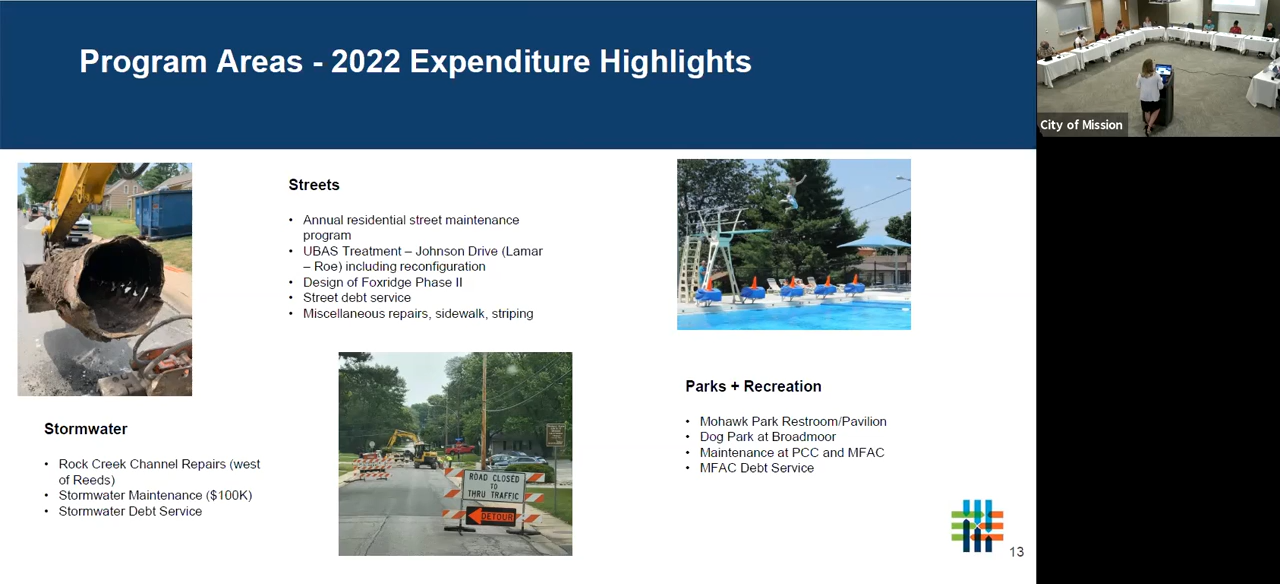 Program Areas - 2022 Expenditure Highlights
City of Mission
Streets
• Annual residential street maintenance
program
• UBAS Treatment – Johnson Drive (Lamar
– Roe) including reconfiguration
• Design of Foxridge Phase II
• Street debt service
• Miscellaneous repairs, sidewalk, striping
Stormwater
• Rock Creek Channel Repairs (west
of Reeds)
• Stormwater Maintenance ($100K)
• Stormwater Debt Service
ROAD CLOSED
TO
THRU TRAFFIC
DETOUR
Parks + Recreation
• Mohawk Park Restroom/Pavilion
• Dog Park at Broadmoor
• Maintenance at PCC and MFAC
• MFAC Debt Service
13